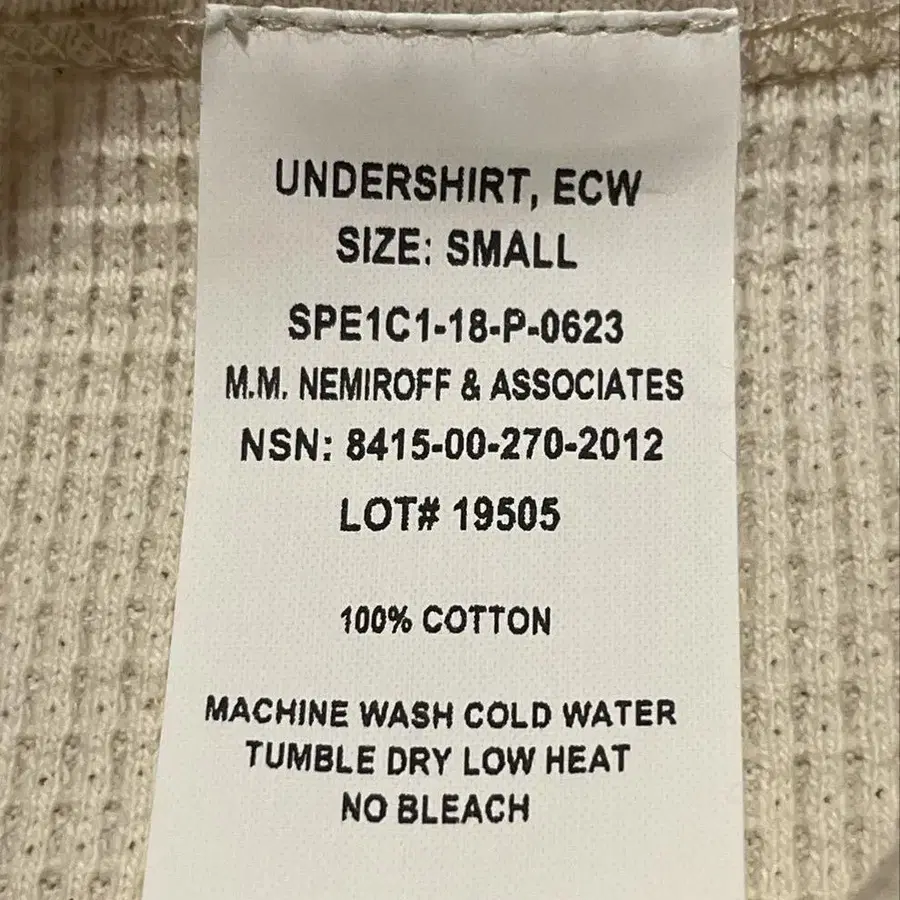 UNDERSHIRT, ECW
SIZE: SMALL
SPE1C1-18-P-0623
M.M. NEMIROFF & ASSOCIATES
NSN: 8415-00-270-2012
LOT# 19505
100% COTTON
MACHINE WASH COLD WATER
TUMBLE DRY LOW HEAT
NO BLEACH